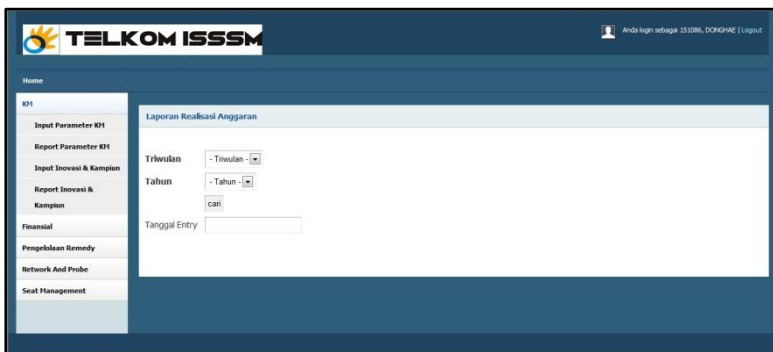 TELKOM ISSSM
Anda login sebagai 151086, DONGHAE | Logout
Home
KM
Input Parameter KM
Report Parameter KM
Input Inovasi & Kampiun
Report Inovasi &
Kampiun
Finansial
Pengelolaan Remedy
Network And Probe
Seat Management
Laporan Realisasi Anggaran
Triwulan - Triwulan -
Tahun - Tahun -
cari
Tanggal Entry